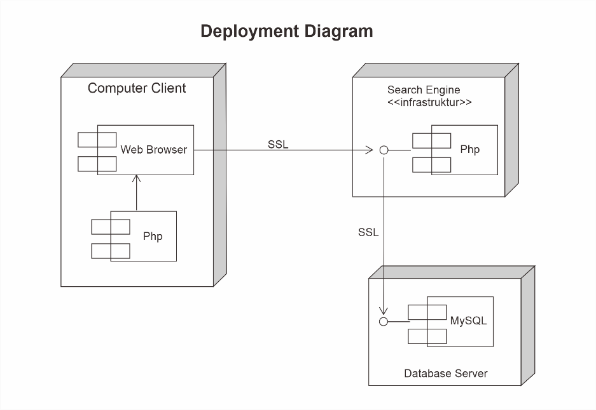 Deployment Diagram
Computer Client
Web Browser
Php
SSL
Search Engine
<<infrastruktur>>
Php
SSL
MySQL
Database Server